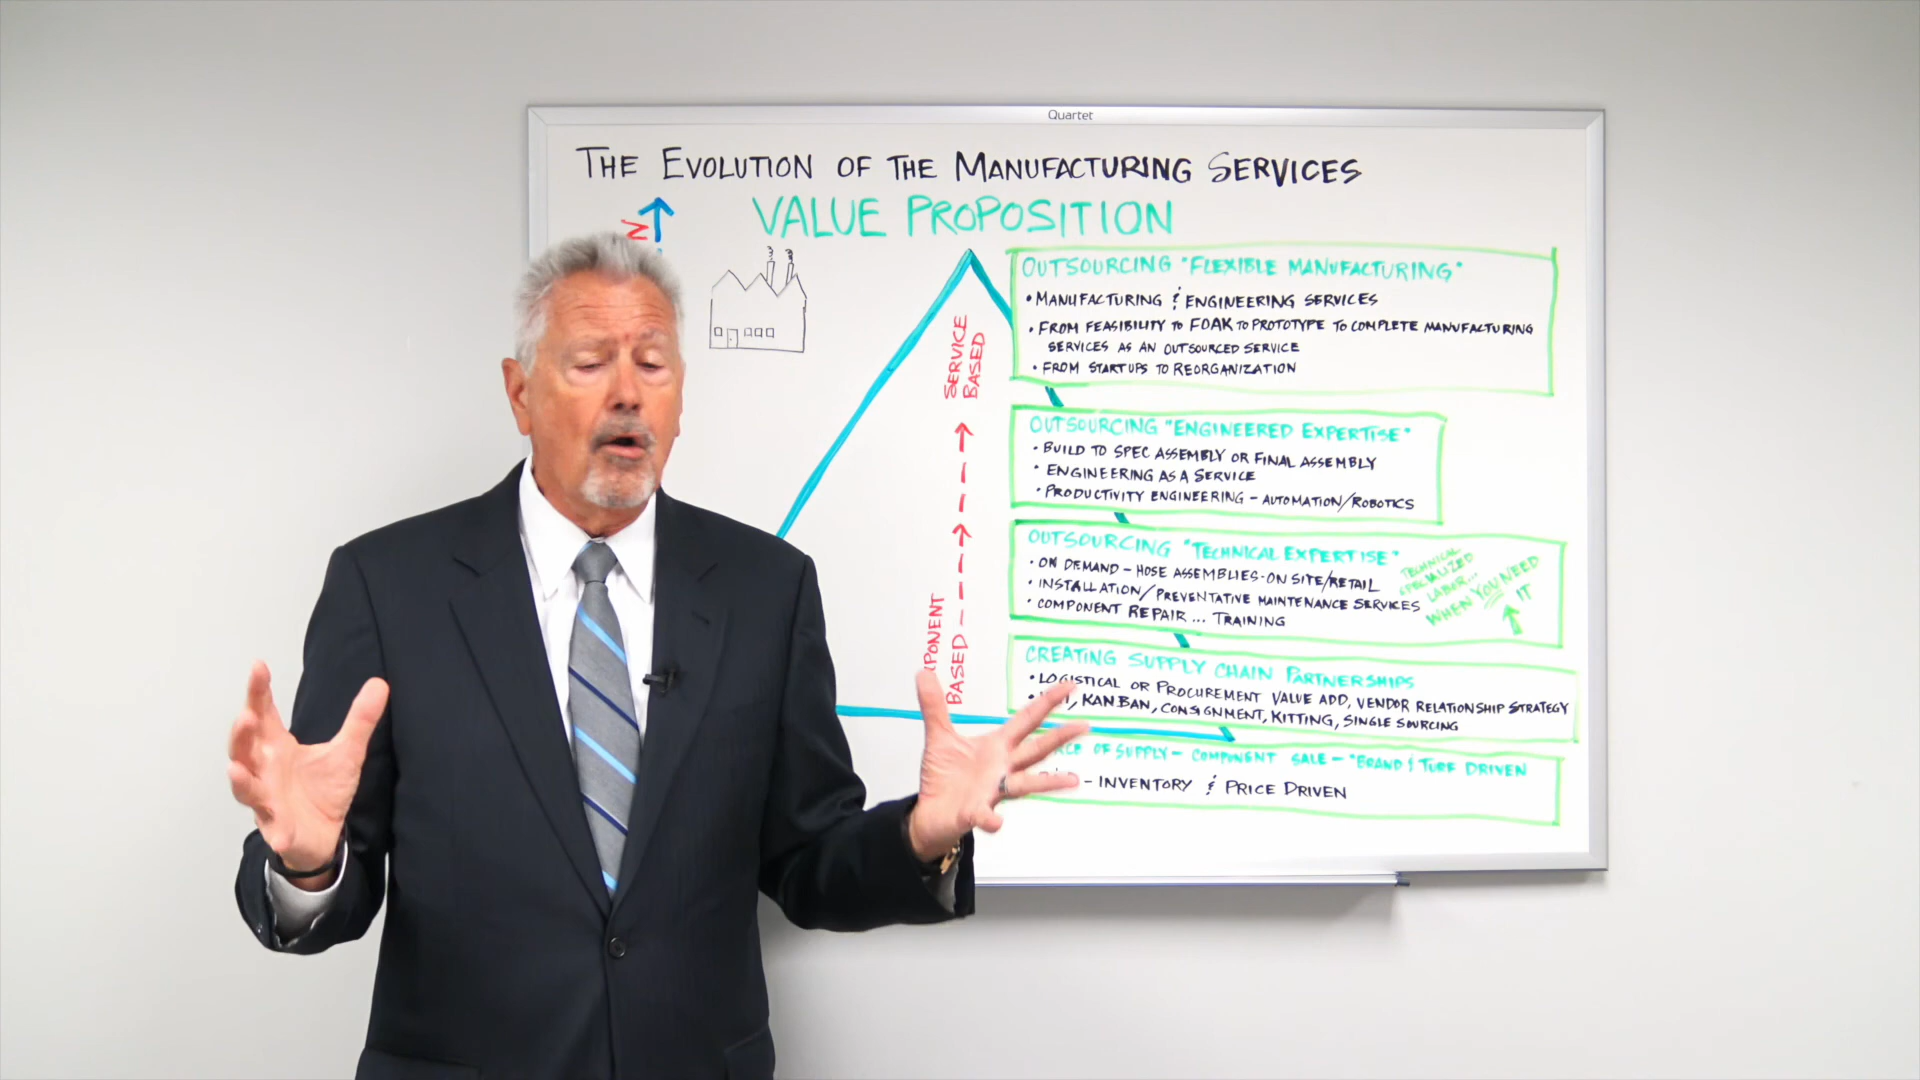 Quartet
THE EVOLUTION OF THE MANUFACTURING SERVICES
VALUE PROPOSITION
N
SERVICE
BASED
BASED
OUTSOURCING "FLEXIBLE MANUFACTURING"
• MANUFACTURING & ENGINEERING SERVICES
• FROM FEASIBILITY TO FOAK TO PROTOTYPE TO COMPLETE MANUFACTURING
SERVICES AS AN OUTSOURCED SERVICE
• FROM STARTUPS TO REORGANIZATION
OUTSOURCING "ENGINEERED EXPERTISE"
• BUILD TO SPEC ASSEMBLY OR FINAL ASSEMBLY
• ENGINEERING AS A SERVICE
• PRODUCTIVITY ENGINEERING - AUTOMATION/ROBOTICS
OUTSOURCING "TECHNICAL EXPERTISE"
• ON DEMAND - HOSE ASSEMBLIES - ON SITE/RETAIL
• INSTALLATION/PREVENTATIVE MAINTENANCE SERVICES
• COMPONENT REPAIR... TRAINING
TECHNICAL
SPECIALIZED
LABOR...
WHEN YOU NEED
IT
CREATING SUPPLY CHAIN PARTNERSHIPS
• LOGISTICAL OR PROCUREMENT VALUE ADD, VENDOR RELATIONSHIP STRATEGY
KANBAN, CONSIGNMENT, KITTING, SINGLE SOURCING
OF SUPPLY - COMPONENT SALE - "BRAND & TURF DRIVEN
- INVENTORY & PRICE DRIVEN